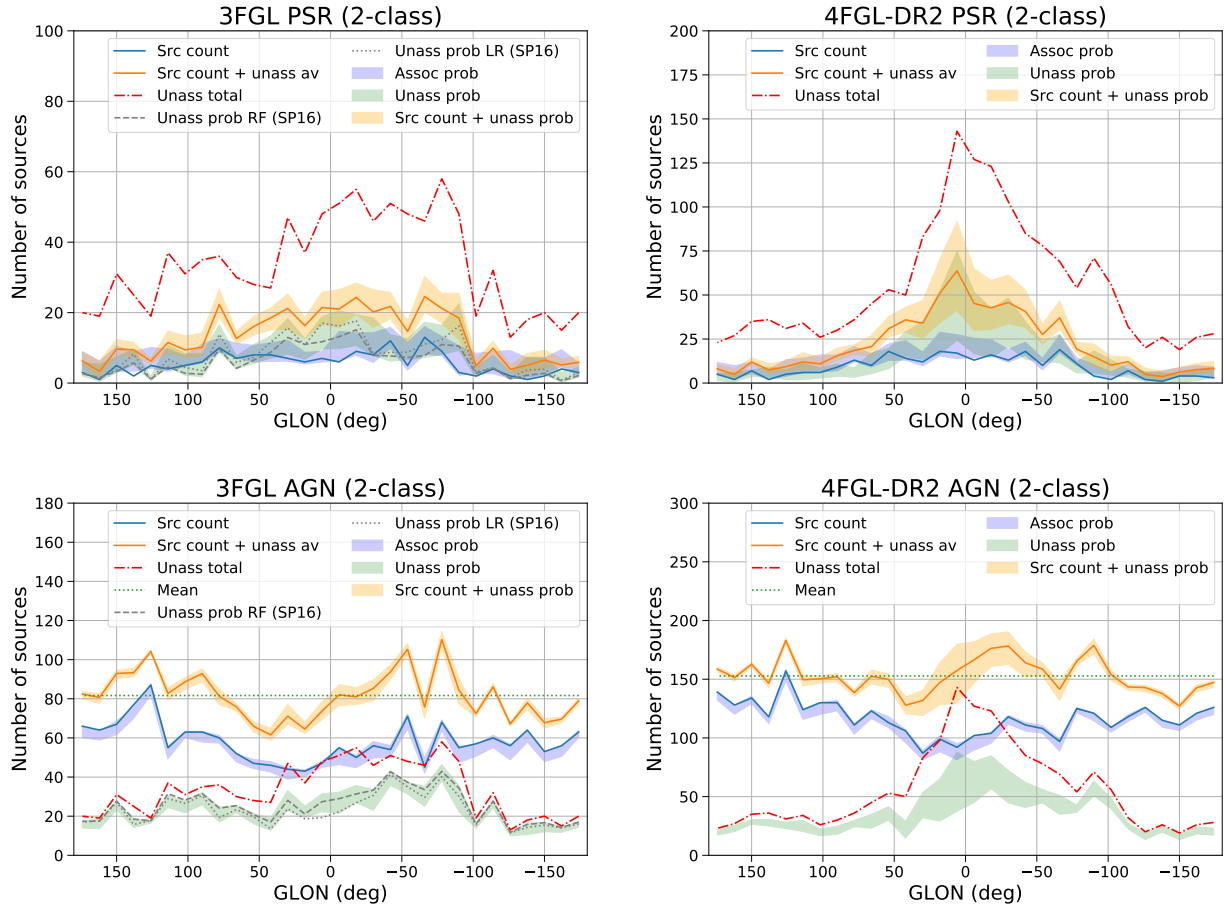 3FGL PSR (2-class)
Number of sources
100
80
60
40
20
0
Src count
Src count + unass av
Unass total
Unass prob RF (SP16)
Unass prob LR (SP16)
Assoc prob
Unass prob
Src count + unass prob
150 100 50 0 −50 −100 −150
GLON (deg)
4FGL-DR2 PSR (2-class)
Number of sources
200
175
150
125
100
75
50
25
0
Src count
Src count + unass av
Unass total
Assoc prob
Unass prob
Src count + unass prob
150 100 50 0 −50 −100 −150
GLON (deg)
3FGL AGN (2-class)
Number of sources
180
160
140
120
100
80
60
40
20
0
Src count
Src count + unass av
Unass total
Mean
Unass prob RF (SP16)
Unass prob LR (SP16)
Assoc prob
Unass prob
Src count + unass prob
150 100 50 0 −50 −100 −150
GLON (deg)
4FGL-DR2 AGN (2-class)
Number of sources
300
250
200
150
100
50
0
Src count
Src count + unass av
Unass total
Mean
Assoc prob
Unass prob
Src count + unass prob
150 100 50 0 −50 −100 −150
GLON (deg)